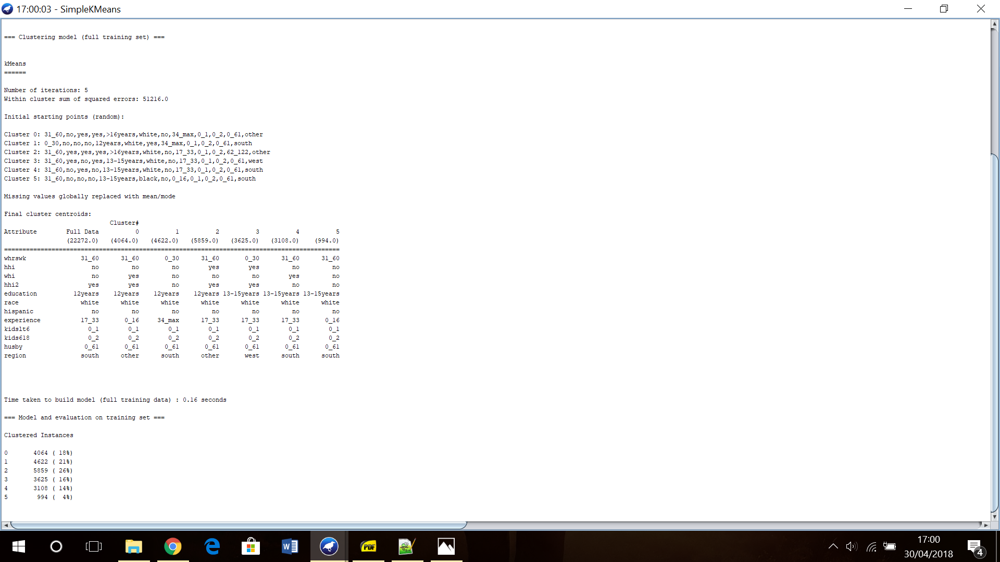 17:00:03 - SimpleKMeans
=== Clustering model (full training set) ===
kMeans
======
Number of iterations: 5
Within cluster sum of squared errors: 51216.0
Initial starting points (random):
Cluster 0: 31_60,no,yes,yes,>16years,white,no,34_max,0_1,0_2,0_61,other
Cluster 1: 0_30,no,no,no,12years,white,yes,34_max,0_1,0_2,0_61,south
Cluster 2: 31_60,yes,yes,yes,>16years,white,no,17_33,0_1,0_2,62_122,other
Cluster 3: 31_60,yes,no,yes,13-15years,white,no,17_33,0_1,0_2,0_61,west
Cluster 4: 31_60,no,yes,no,13-15years,white,no,17_33,0_1,0_2,0_61,south
Cluster 5: 31_60,no,no,no,13-15years,black,no,0_16,0_1,0_2,0_61,south
Missing values globally replaced with mean/mode
Final cluster centroids:
Cluster#
Attribute Full Data 0 1 2 3 4 5
(22272.0) (4064.0) (4622.0) (5859.0) (3625.0) (3108.0) (994.0)
============================================================================================
whrswk 31_60 31_60 0_30 31_60 0_30 31_60 31_60
hhi no no no yes yes no no
whi no yes no no no yes no
hhi2 yes yes no yes yes no no
education 12years 12years 12years 12years 13-15years 13-15years 13-15years
race white white white white white white white
hispanic no no no no no no no
experience 17_33 0_16 34_max 17_33 17_33 17_33 0_16
kidslt6 0_1 0_1 0_1 0_1 0_1 0_1 0_1
kids618 0_2 0_2 0_2 0_2 0_2 0_2 0_2
husby 0_61 0_61 0_61 0_61 0_61 0_61 0_61
region south other south other west south south
Time taken to build model (full training data) : 0.16 seconds
=== Model and evaluation on training set ===
Clustered Instances
0 4064 ( 18%)
1 4622 ( 21%)
2 5859 ( 26%)
3 3625 ( 16%)
4 3108 ( 14%)
5 994 ( 4%)
W
PDF
17:00
30/04/2018
4